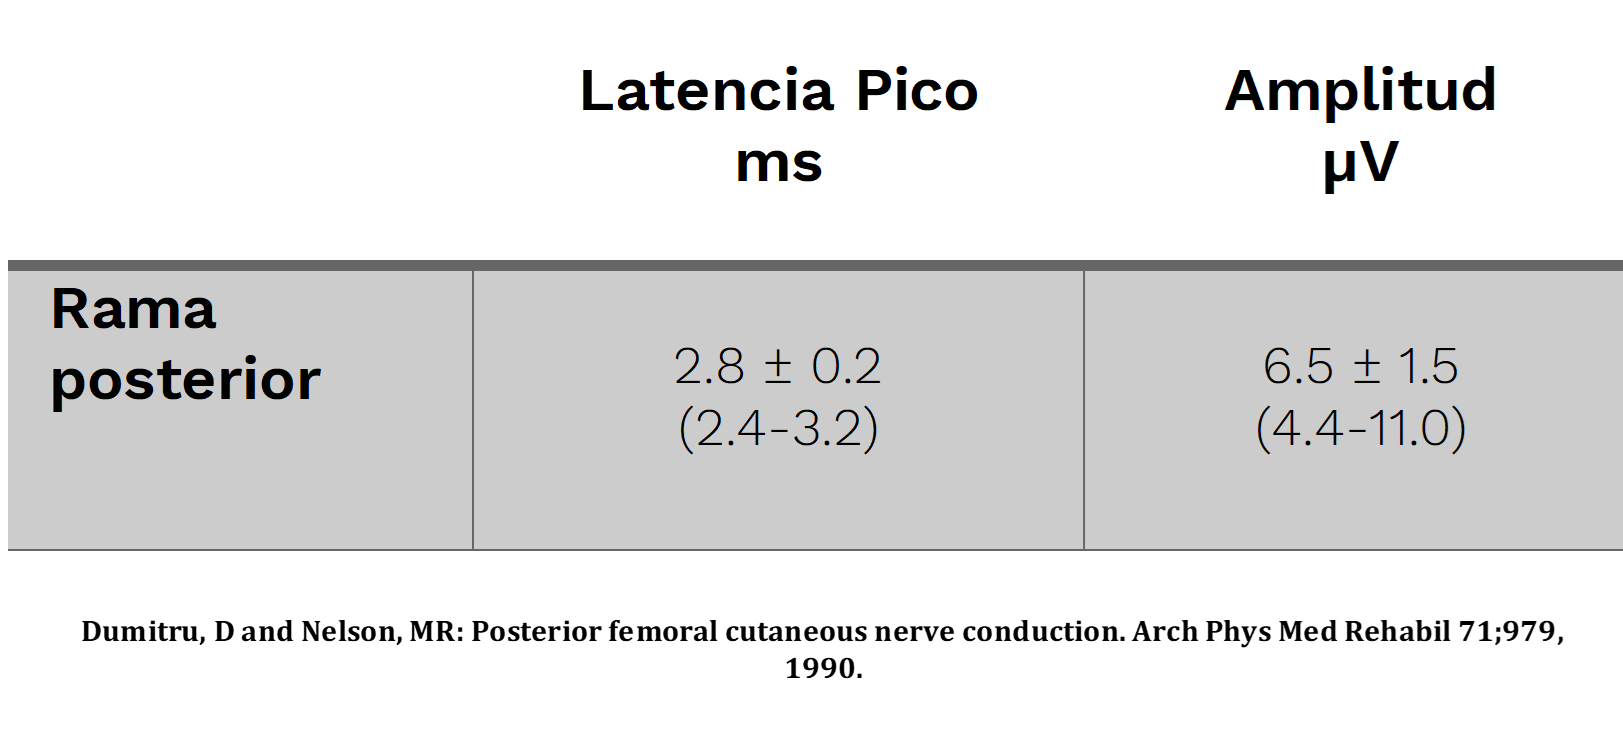 Latencia Pico
ms
Amplitud
µV
Rama
posterior
2.8 ± 0.2
(2.4-3.2)
6.5 ± 1.5
(4.4-11.0)
Dumitru, D and Nelson, MR: Posterior femoral cutaneous nerve conduction. Arch Phys Med Rehabil 71;979,
1990.